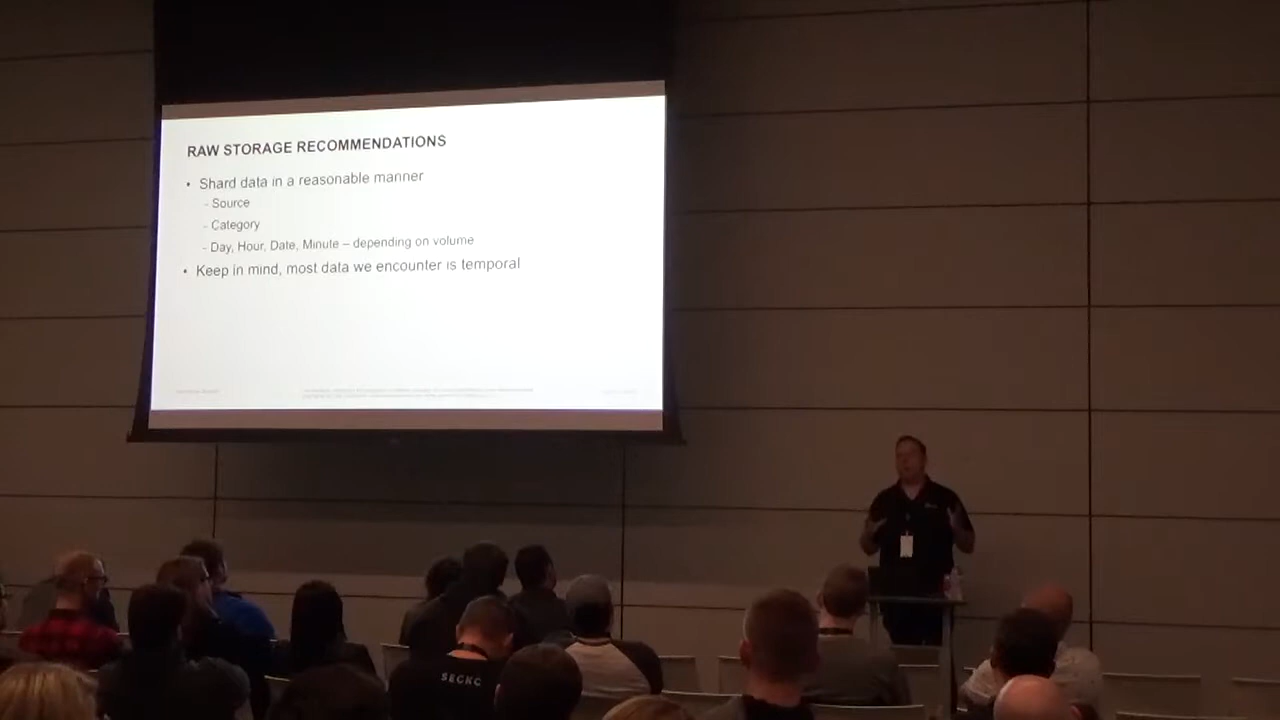 RAW STORAGE RECOMMENDATIONS
• Shard data in a reasonable manner
- Source
- Category
- Day, Hour, Date, Minute – depending on volume
• Keep in mind, most data we encounter is temporal
SECKC